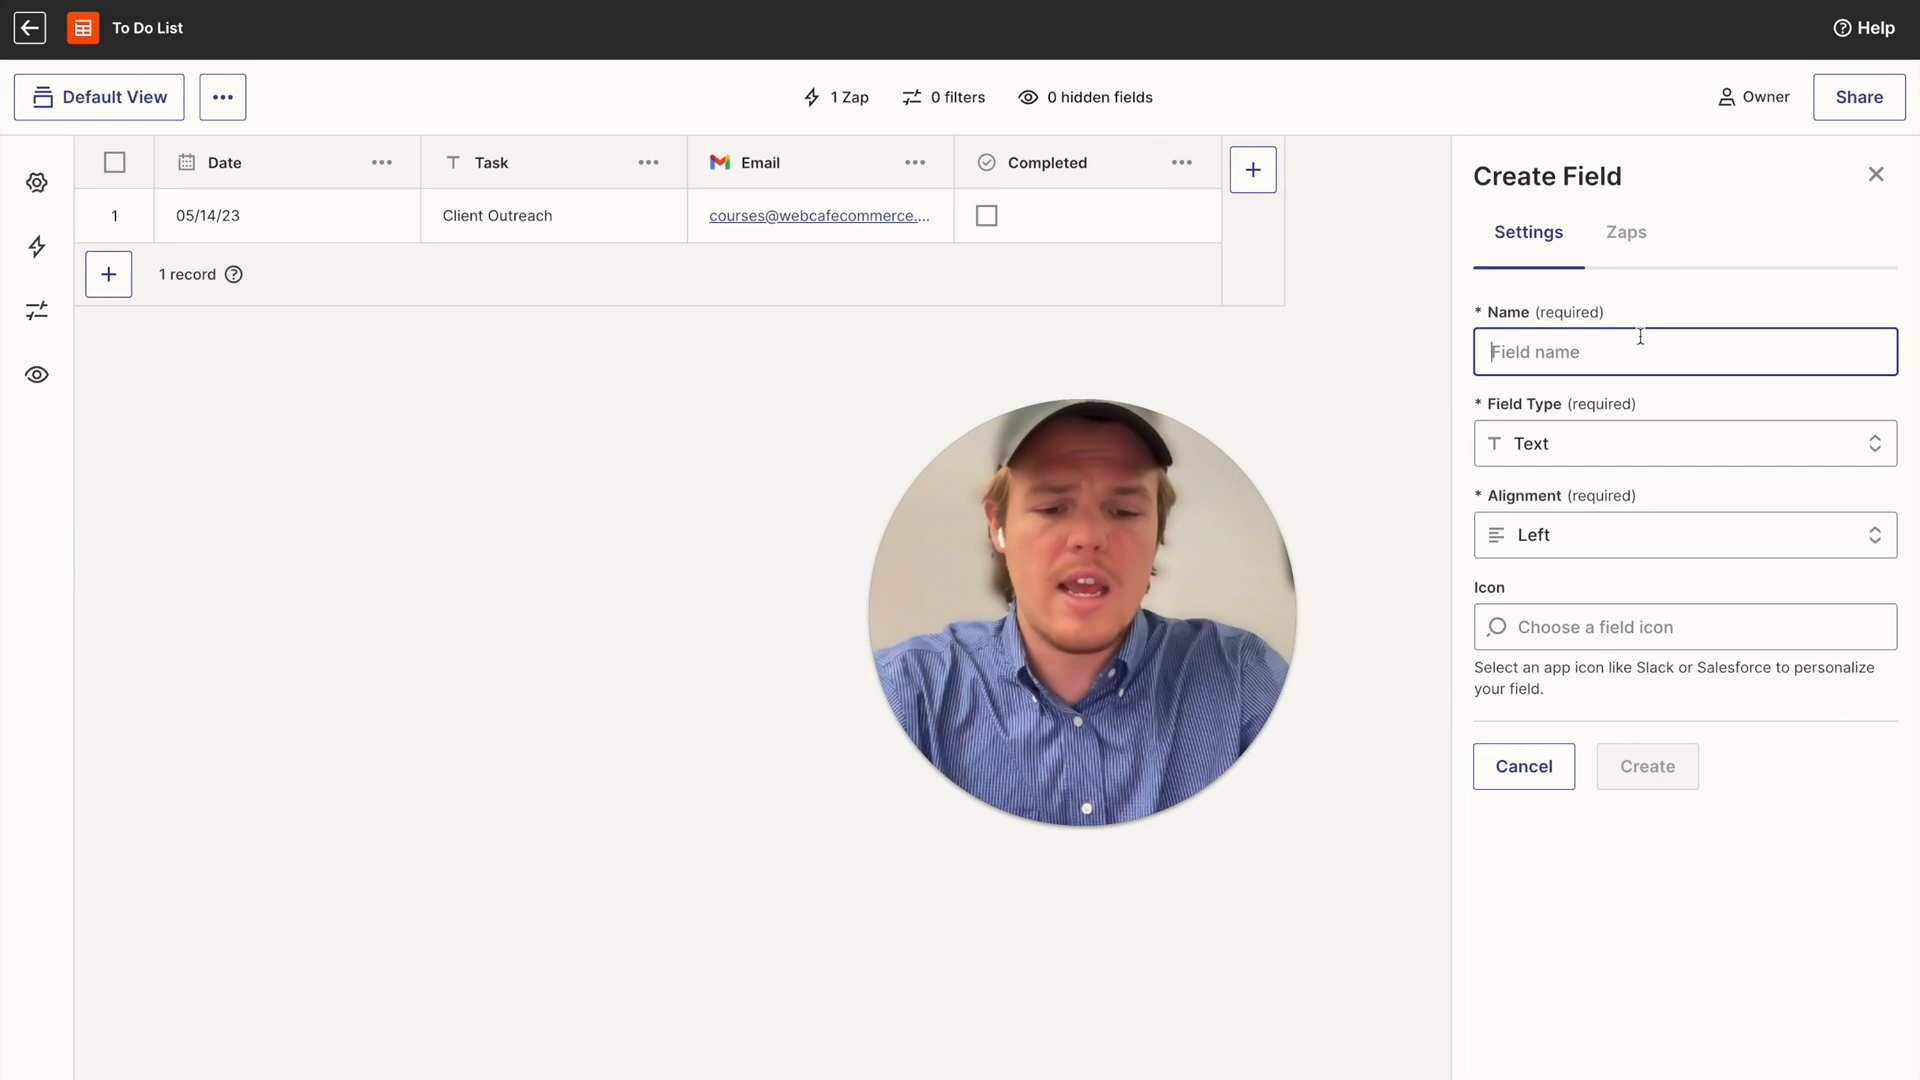 To Do List
Help
Default View
1 Zap
0 filters
0 hidden fields
Owner
Share
Date
Task
Email
Completed
1
05/14/23
Client Outreach
courses@webcafecommerce....
1 record
Create Field
Settings
Zaps
* Name (required)
Field name
* Field Type (required)
Text
* Alignment (required)
Left
Icon
Choose a field icon
Select an app icon like Slack or Salesforce to personalize
your field.
Cancel
Create